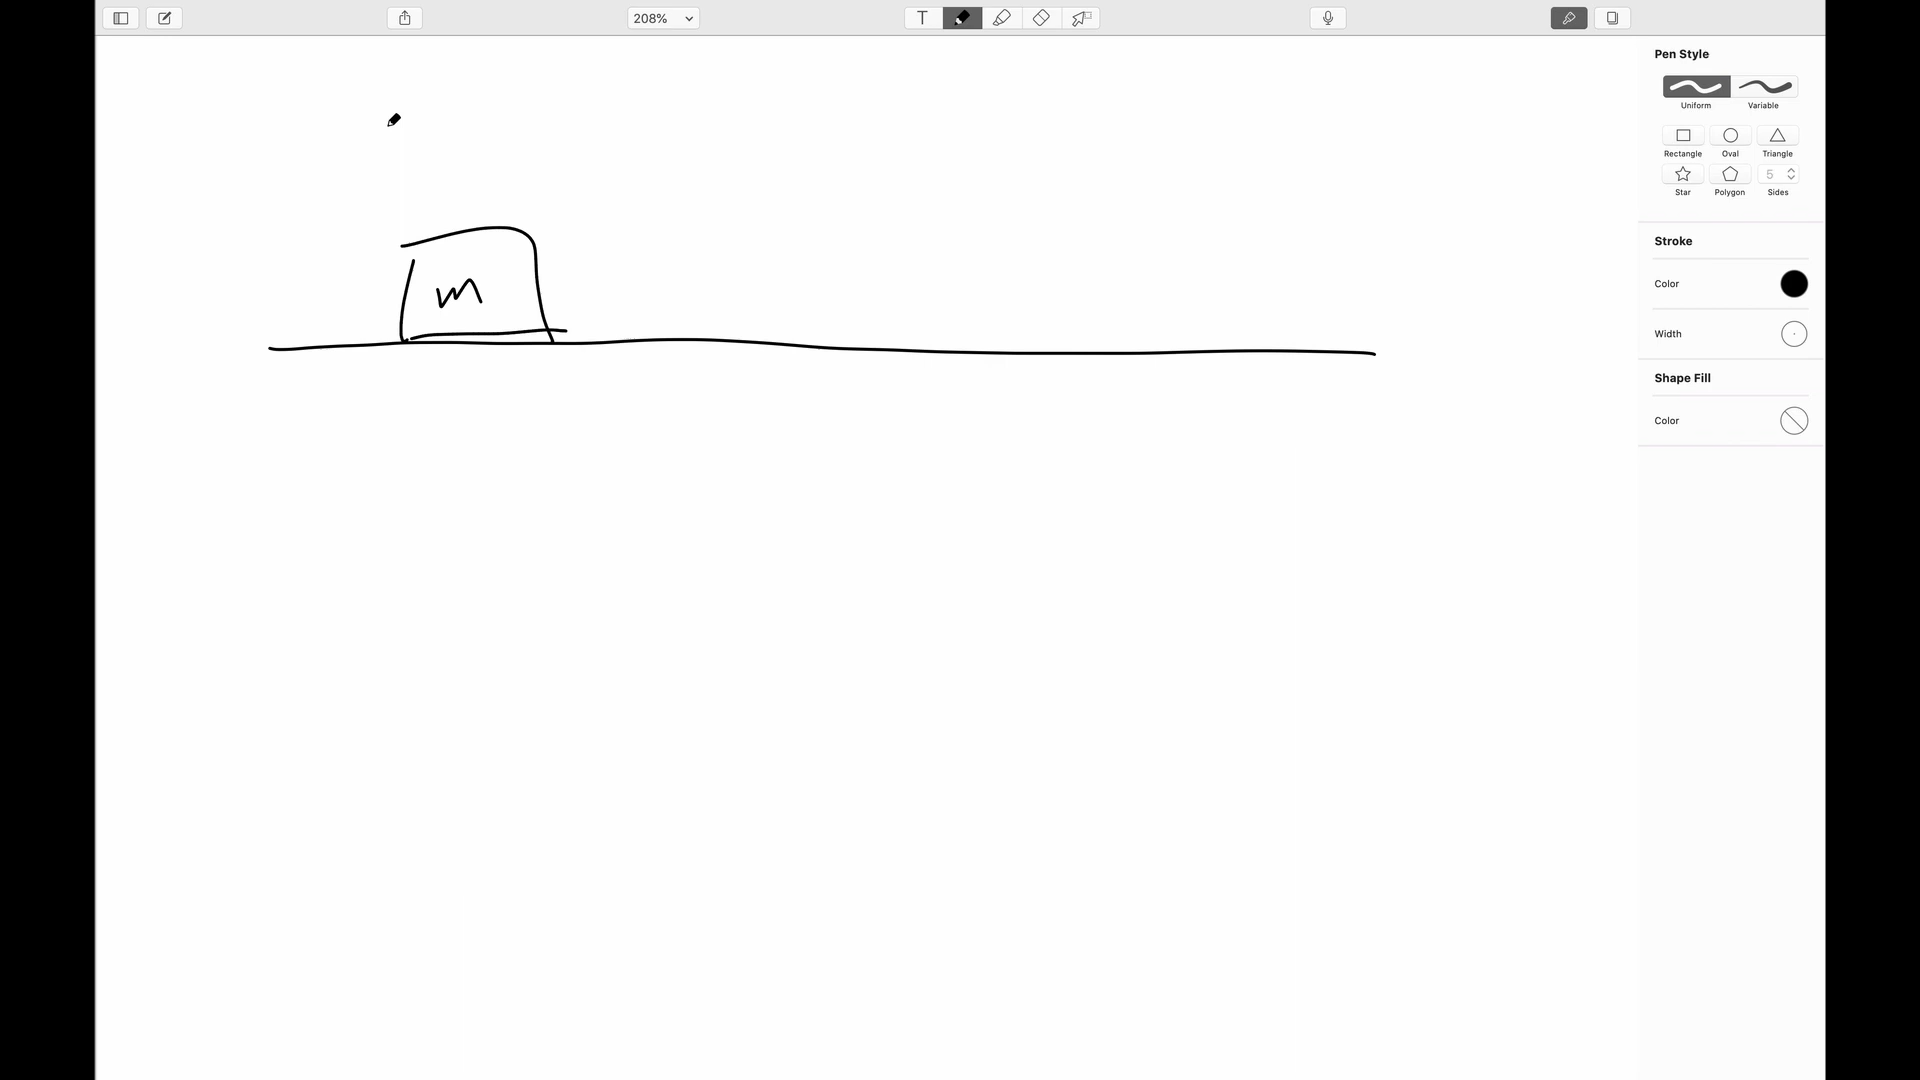 208%
T
Pen Style
Uniform Variable
Rectangle Oval Triangle
5
Star Polygon Sides
Stroke
Color
Width
Shape Fill
Color
m